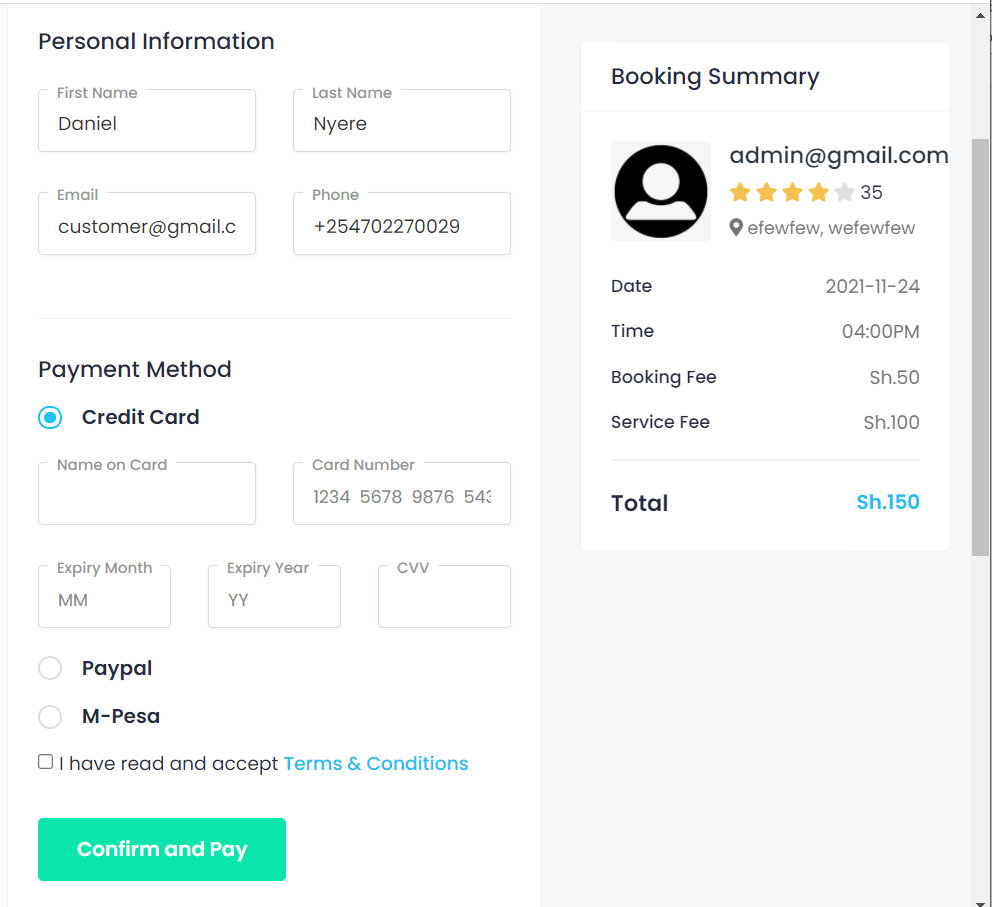 Personal Information
First Name
Last Name
Daniel
Nyere
Email
Phone
customer@gmail.c
+254702270029
Payment Method
Credit Card
Name on Card
Card Number
1234 5678 9876 543
Expiry Month
Expiry Year
CVV
MM
YY
Paypal
M-Pesa
I have read and accept Terms & Conditions
Confirm and Pay
Booking Summary
admin@gmail.com
35
efewfew, wefewfew
Date 2021-11-24
Time 04:00PM
Booking Fee Sh.50
Service Fee Sh.100
Total Sh.150